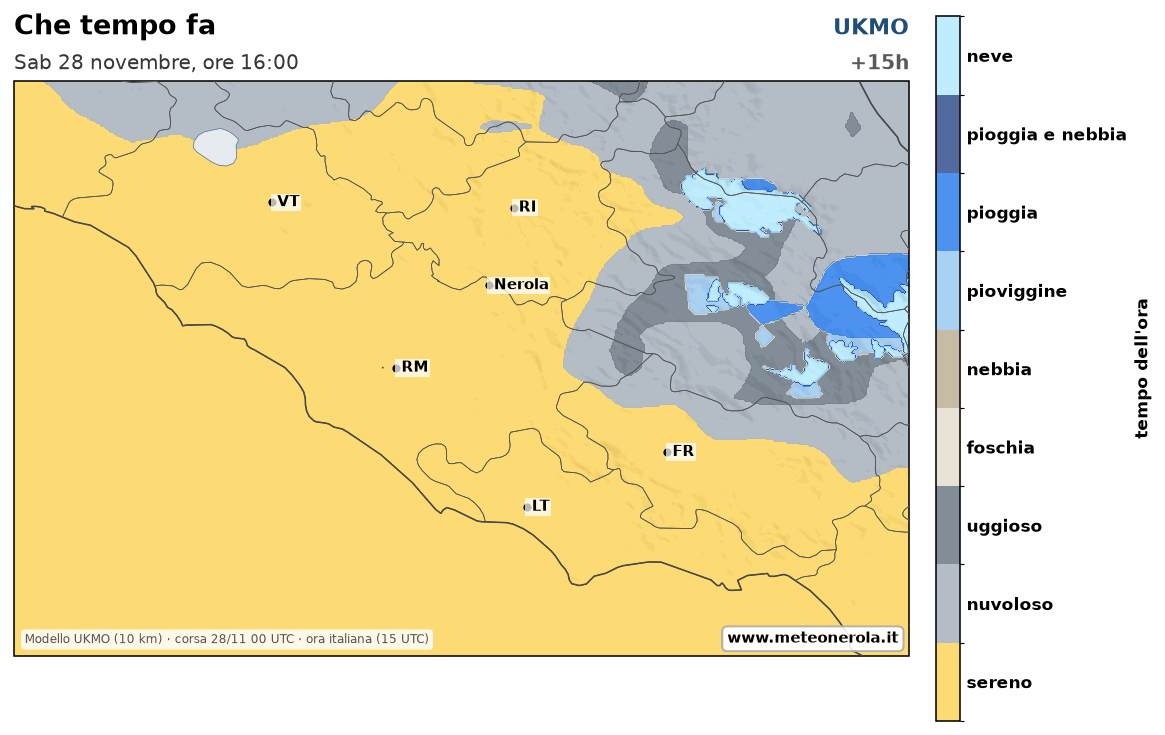 Che tempo fa
UKMO
Sab 28 novembre, ore 16:00
+15h
neve
pioggia e nebbia
pioggia
pioviggine
nebbia
foschia
uggioso
nuvoloso
sereno
tempo dell'ora
VT
RI
Nerola
RM
FR
LT
Modello UKMO (10 km) · corsa 28/11 00 UTC · ora italiana (15 UTC)
www.meteonerola.it